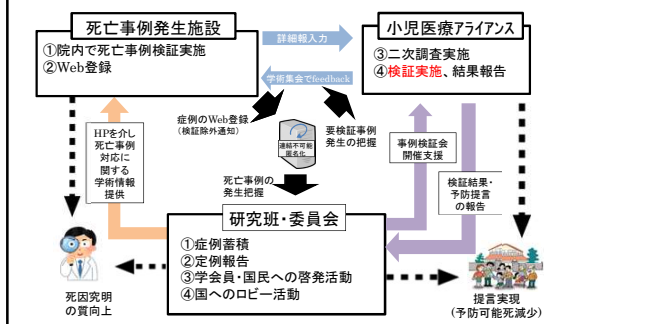 死亡事例発生施設
①院内で死亡事例検証実施
②Web登録
詳細報入力
学術集会でfeedback
小児医療アライアンス
③二次調査実施
④検証実施、結果報告
症例のWeb登録
(検証除外通知)
連結不可能
匿名化
要検証事例
発生の把握
HPを介し
死亡事例
対応に
関する
学術情報
提供
死亡事例の
発生把握
事例検証会
開催支援
検証結果・
予防提言
の報告
研究班・委員会
①症例蓄積
②定例報告
③学会員・国民への啓発活動
④国へのロビー活動
死因究明
の質向上
提言実現
(予防可能死減少)